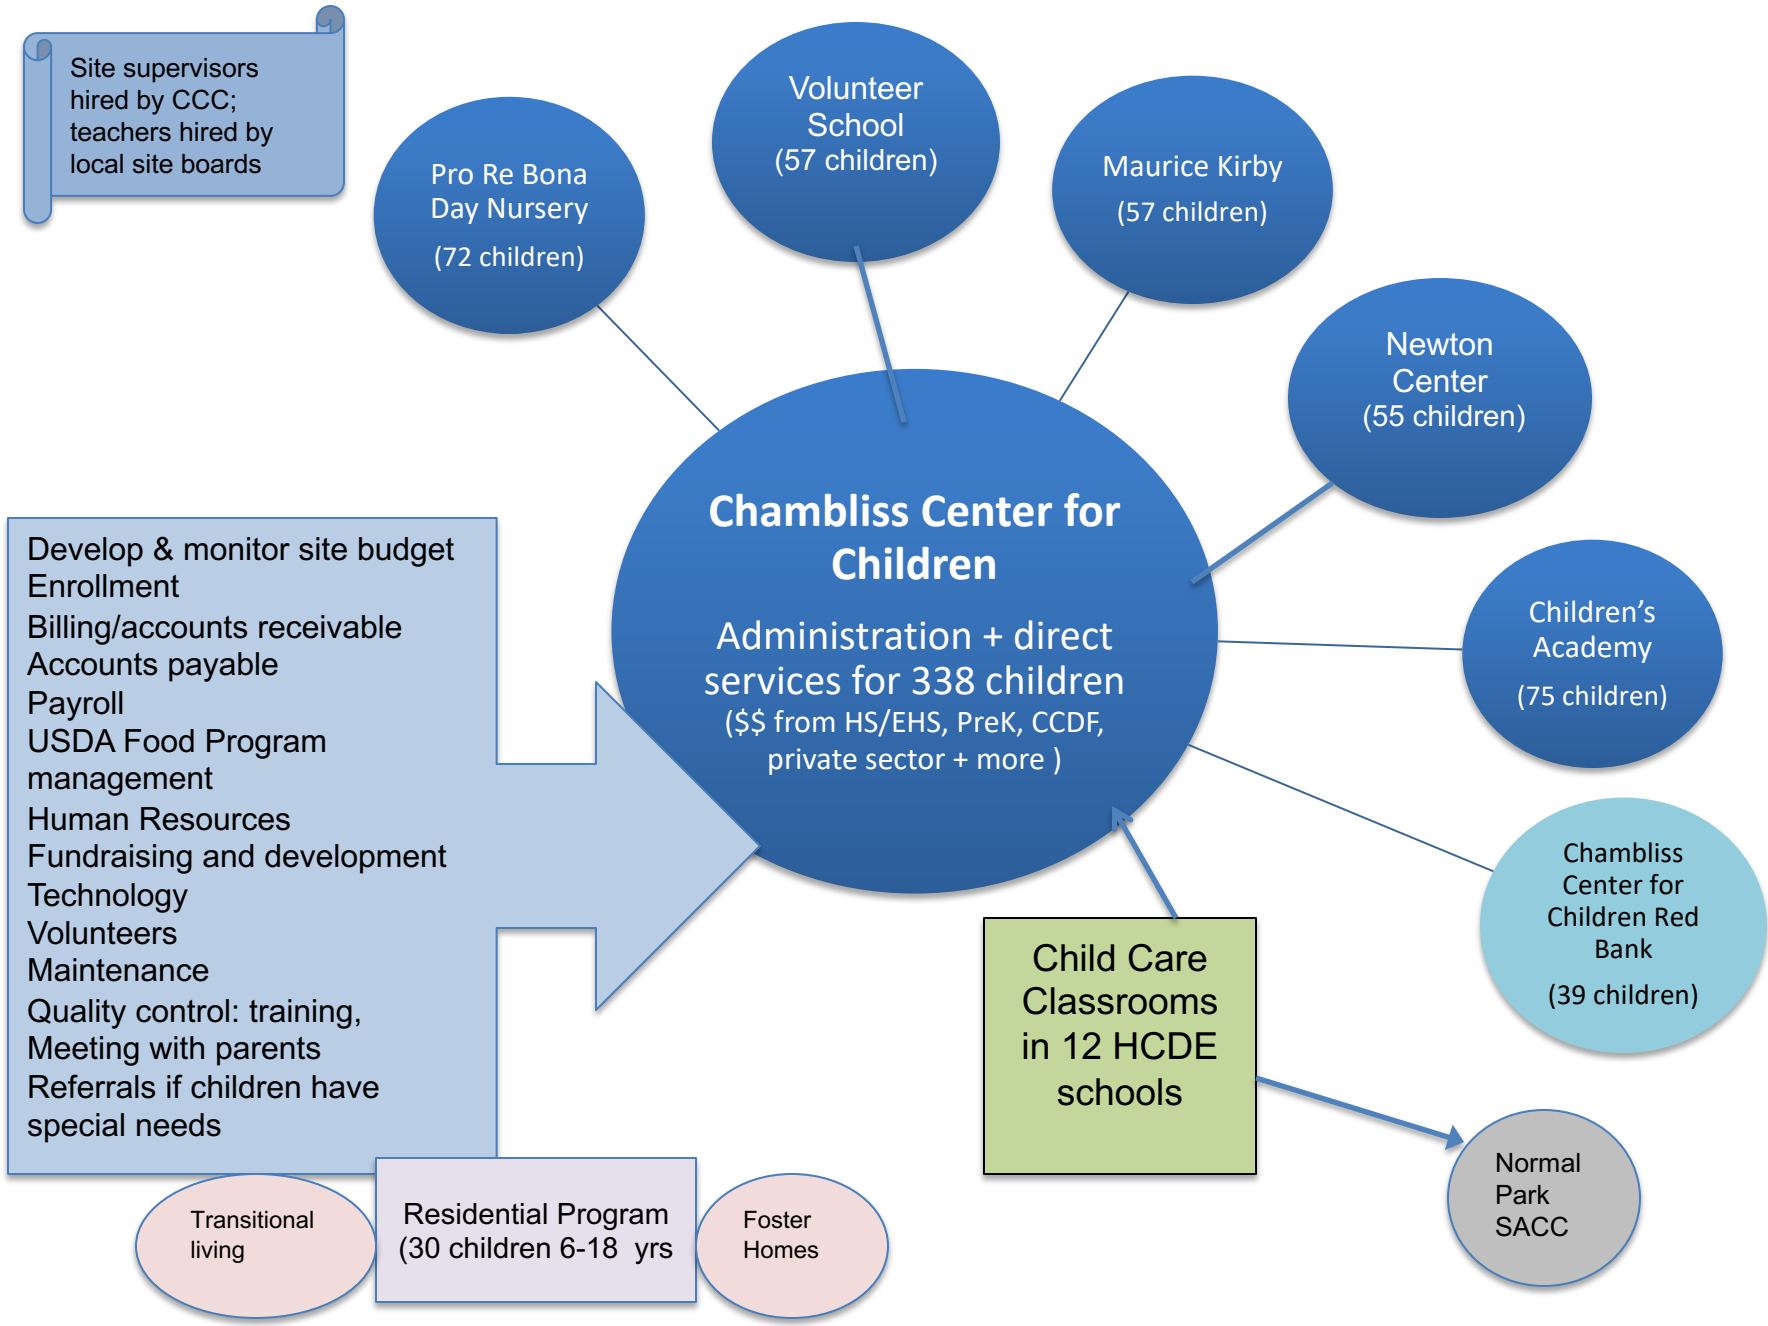 Site supervisors
hired by CCC;
teachers hired by
local site boards
Pro Re Bona
Day Nursery
(72 children)
Volunteer
School
(57 children)
Maurice Kirby
(57 children)
Newton
Center
(55 children)
Children’s
Academy
(75 children)
Chambliss
Center for
Children Red
Bank
(39 children)
Chambliss Center for
Children
Administration + direct
services for 338 children
($$ from HS/EHS, PreK, CCDF,
private sector + more )
Develop & monitor site budget
Enrollment
Billing/accounts receivable
Accounts payable
Payroll
USDA Food Program
management
Human Resources
Fundraising and development
Technology
Volunteers
Maintenance
Quality control: training,
Meeting with parents
Referrals if children have
special needs
Child Care
Classrooms
in 12 HCDE
schools
Normal
Park
SACC
Transitional
living
Residential Program
(30 children 6-18  yrs
Foster
Homes